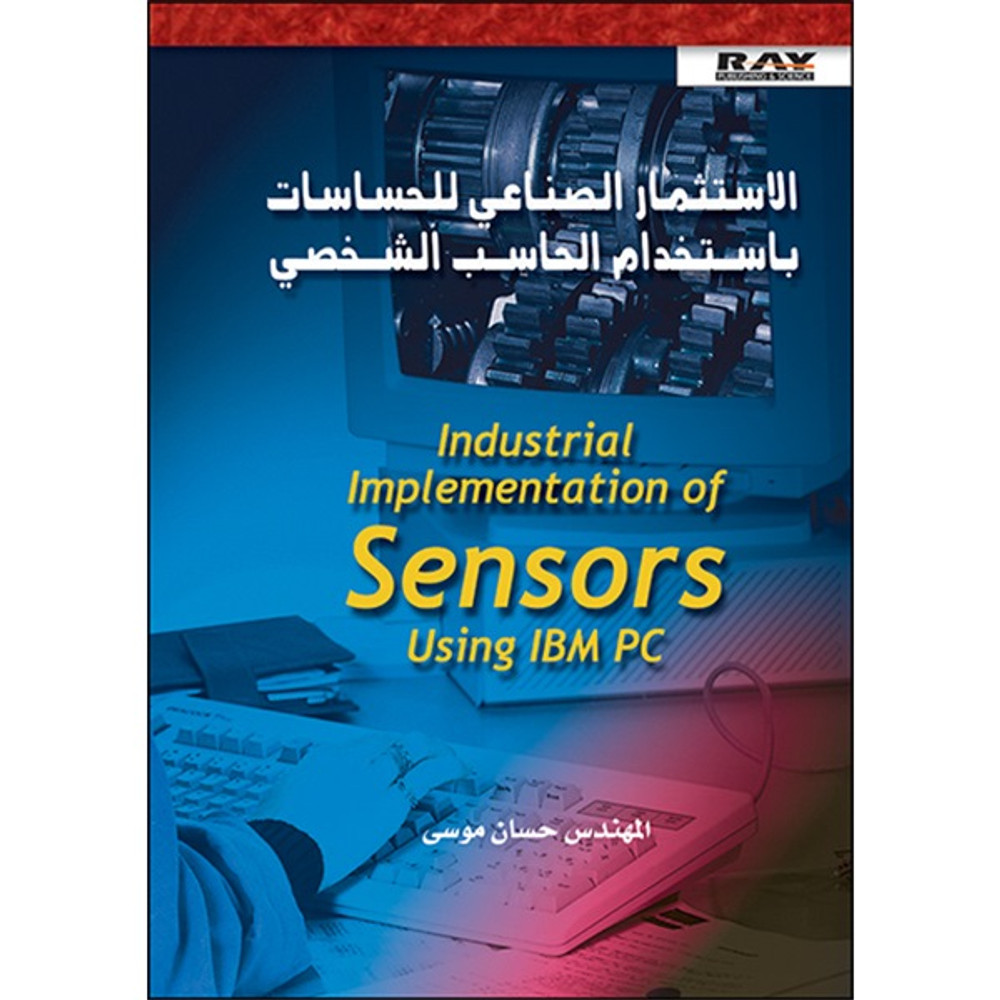 RAY
PUBLISHING & SCIENCE
الاستثمار الصناعي للحساسات
باستخدام الحاسب الشخصي
Industrial
Implementation of
Sensors
Using IBM PC
المهندس حسان موسى